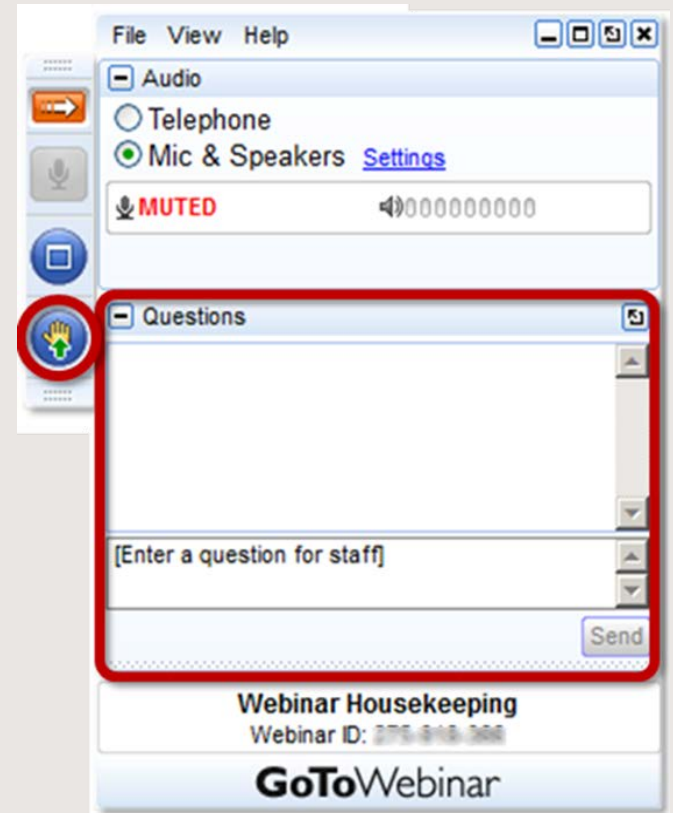 File View Help
Audio
Telephone
Mic & Speakers Settings
MUTED
Questions
[Enter a question for staff]
Send
Webinar Housekeeping
Webinar ID:
GoToWebinar